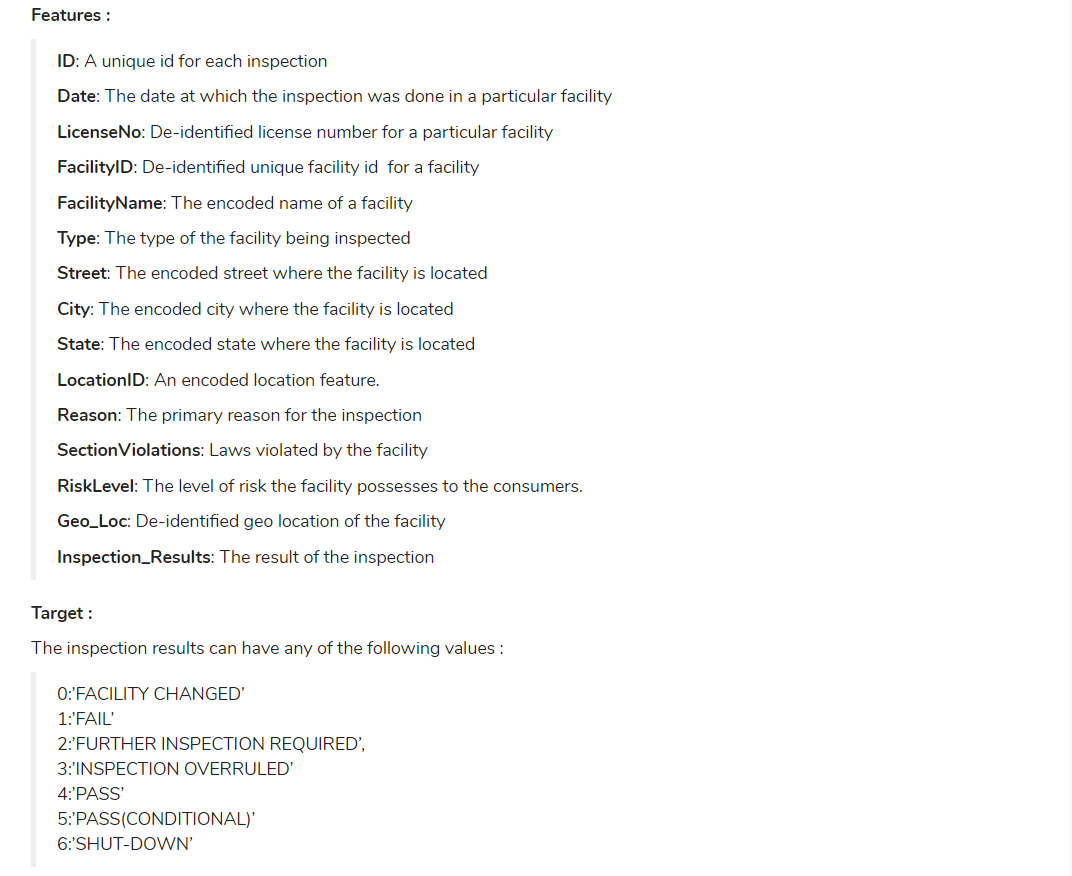 Features :
ID: A unique id for each inspection
Date: The date at which the inspection was done in a particular facility
LicenseNo: De-identified license number for a particular facility
FacilityID: De-identified unique facility id  for a facility
FacilityName: The encoded name of a facility
Type: The type of the facility being inspected
Street: The encoded street where the facility is located
City: The encoded city where the facility is located
State: The encoded state where the facility is located
LocationID: An encoded location feature.
Reason: The primary reason for the inspection
SectionViolations: Laws violated by the facility
RiskLevel: The level of risk the facility possesses to the consumers.
Geo_Loc: De-identified geo location of the facility
Inspection_Results: The result of the inspection
Target :
The inspection results can have any of the following values :
0:’FACILITY CHANGED’
1:’FAIL’
2:’FURTHER INSPECTION REQUIRED’,
3:’INSPECTION OVERRULED’
4:’PASS’
5:’PASS(CONDITIONAL)’
6:’SHUT-DOWN’